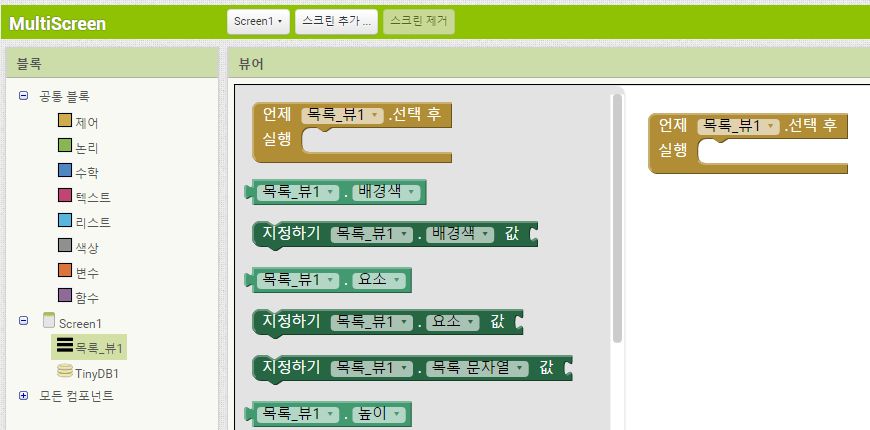 MultiScreen
Screen1
스크린 추가 ...
스크린 제거
블록
뷰어
공통 블록
제어
논리
수학
텍스트
리스트
색상
변수
함수
Screen1
목록_뷰1
TinyDB1
모든 컴포넌트
언제 목록_뷰1 .선택 후
실행
목록_뷰1 . 배경색
지정하기 목록_뷰1 . 배경색 값
목록_뷰1 . 요소
지정하기 목록_뷰1 . 요소 값
지정하기 목록_뷰1 . 목록 문자열 값
목록_뷰1 . 높이
언제 목록_뷰1 .선택 후
실행